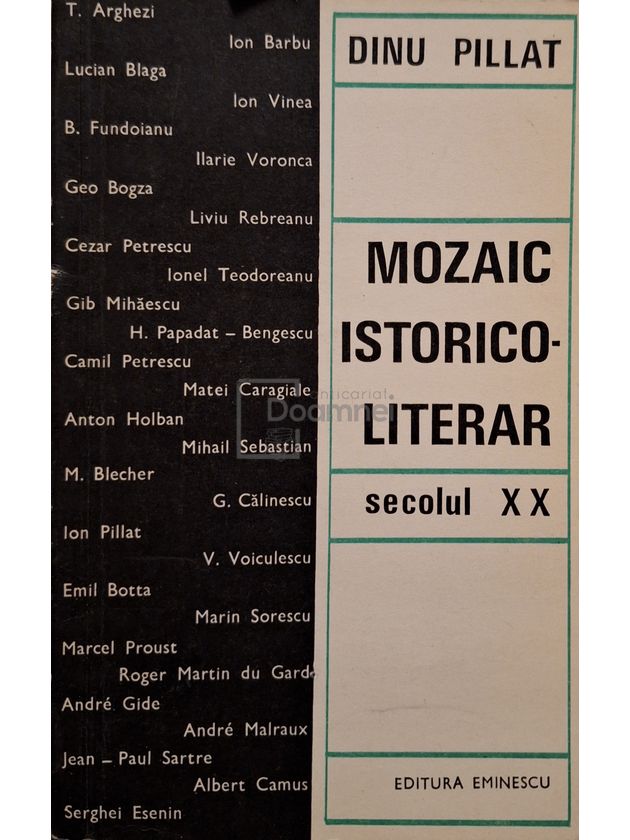 T. Arghezi
Ion Barbu
Lucian Blaga
Ion Vinea
B. Fundoianu
Ilarie Voronca
Geo Bogza
Liviu Rebreanu
Cezar Petrescu
Ionel Teodoreanu
Gib Mihăescu
H. Papadat – Bengescu
Camil Petrescu
Matei Caragiale
Anton Holban
Mihail Sebastian
M. Blecher
G. Călinescu
Ion Pillat
V. Voiculescu
Emil Botta
Marin Sorescu
Marcel Proust
Roger Martin du Gard
André Gide
André Malraux
Jean – Paul Sartre
Albert Camus
Serghei Esenin
DINU PILLAT
MOZAIC
ISTORICO-
LITERAR
secolul XX
EDITURA EMINESCU
anticariat
Doamnei